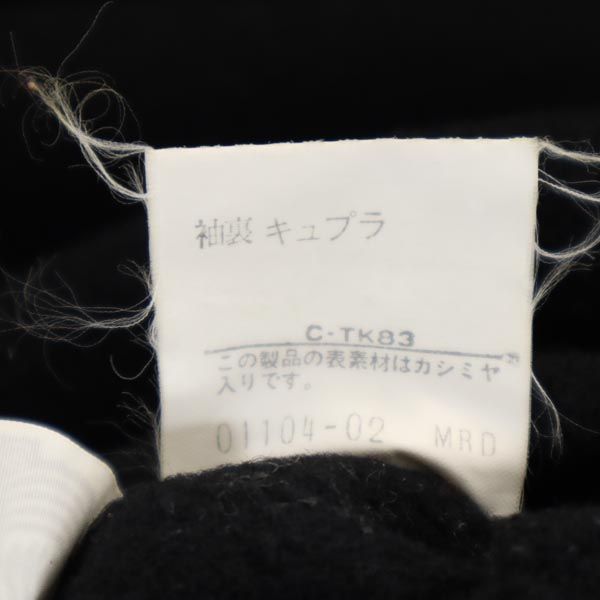 袖裏 キュプラ
C-TK83
この製品の表素材はカシミヤ
入りです。
01104-02 MRD